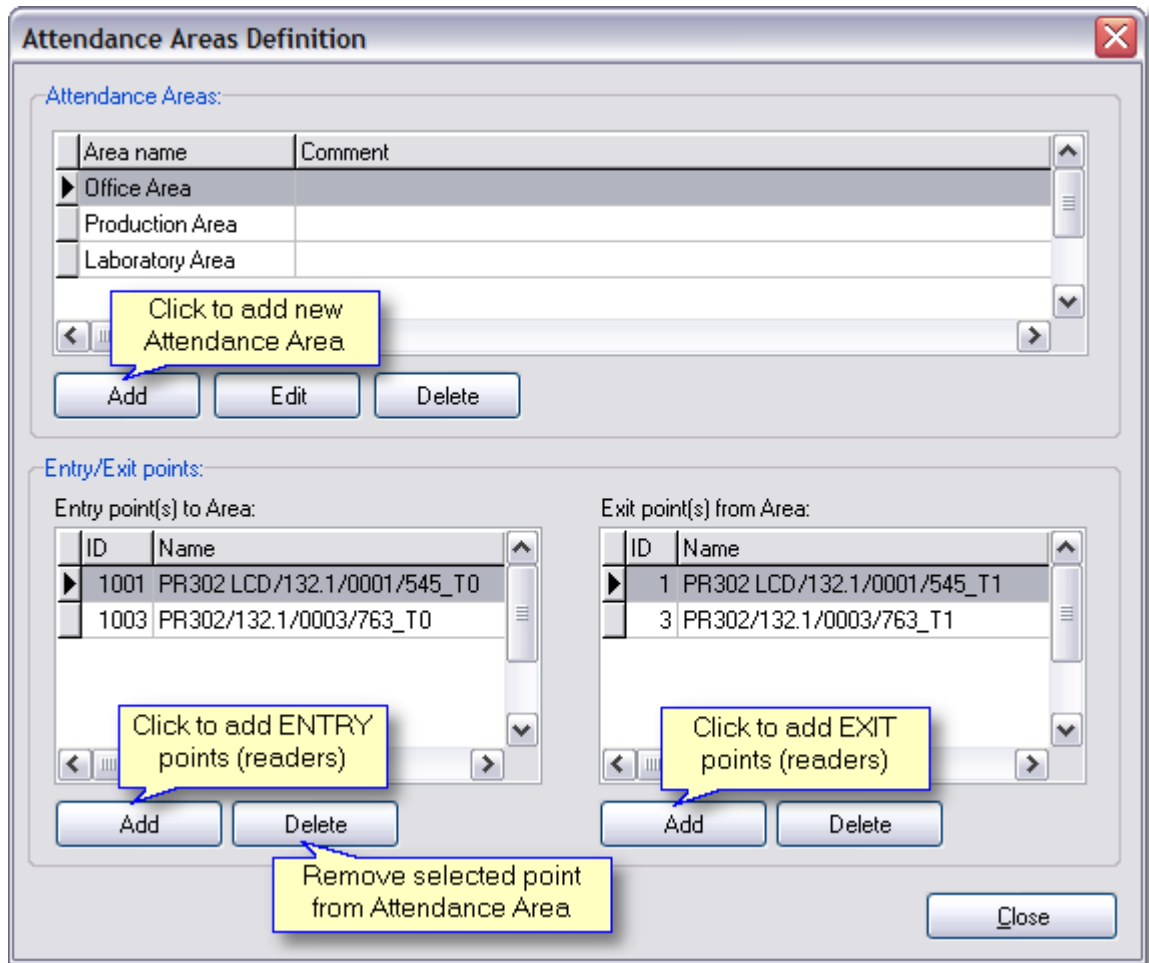 Attendance Areas Definition
Attendance Areas:
Area name Comment
Office Area
Production Area
Laboratory Area
Click to add new
Attendance Area
Add Edit Delete
Entry/Exit points:
Entry point(s) to Area:
ID Name
1001 PR302 LCD/132.1/0001/545_T0
1003 PR302/132.1/0003/763_T0
Click to add ENTRY
points (readers)
Add Delete
Remove selected point
from Attendance Area
Exit point(s) from Area:
ID Name
1 PR302 LCD/132.1/0001/545_T1
3 PR302/132.1/0003/763_T1
Click to add EXIT
points (readers)
Add Delete
Close